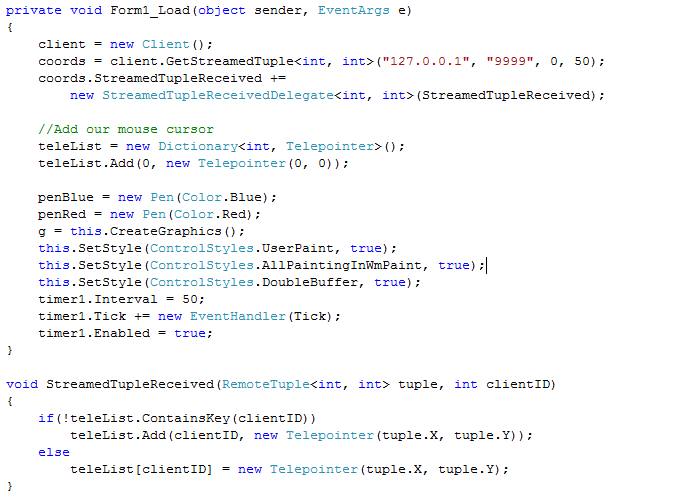 private void Form1_Load(object sender, EventArgs e)
{
    client = new Client();
    coords = client.GetStreamedTuple<int, int>("127.0.0.1", "9999", 0, 50);
    coords.StreamedTupleReceived +=
        new StreamedTupleReceivedDelegate<int, int>(StreamedTupleReceived);

    //Add our mouse cursor
    teleList = new Dictionary<int, Telepointer>();
    teleList.Add(0, new Telepointer(0, 0));

    penBlue = new Pen(Color.Blue);
    penRed = new Pen(Color.Red);
    g = this.CreateGraphics();
    this.SetStyle(ControlStyles.UserPaint, true);
    this.SetStyle(ControlStyles.AllPaintingInWmPaint, true);
    this.SetStyle(ControlStyles.DoubleBuffer, true);
    timer1.Interval = 50;
    timer1.Tick += new EventHandler(Tick);
    timer1.Enabled = true;
}

void StreamedTupleReceived(RemoteTuple<int, int> tuple, int clientID)
{
    if(!teleList.ContainsKey(clientID))
        teleList.Add(clientID, new Telepointer(tuple.X, tuple.Y));
    else
        teleList[clientID] = new Telepointer(tuple.X, tuple.Y);
}